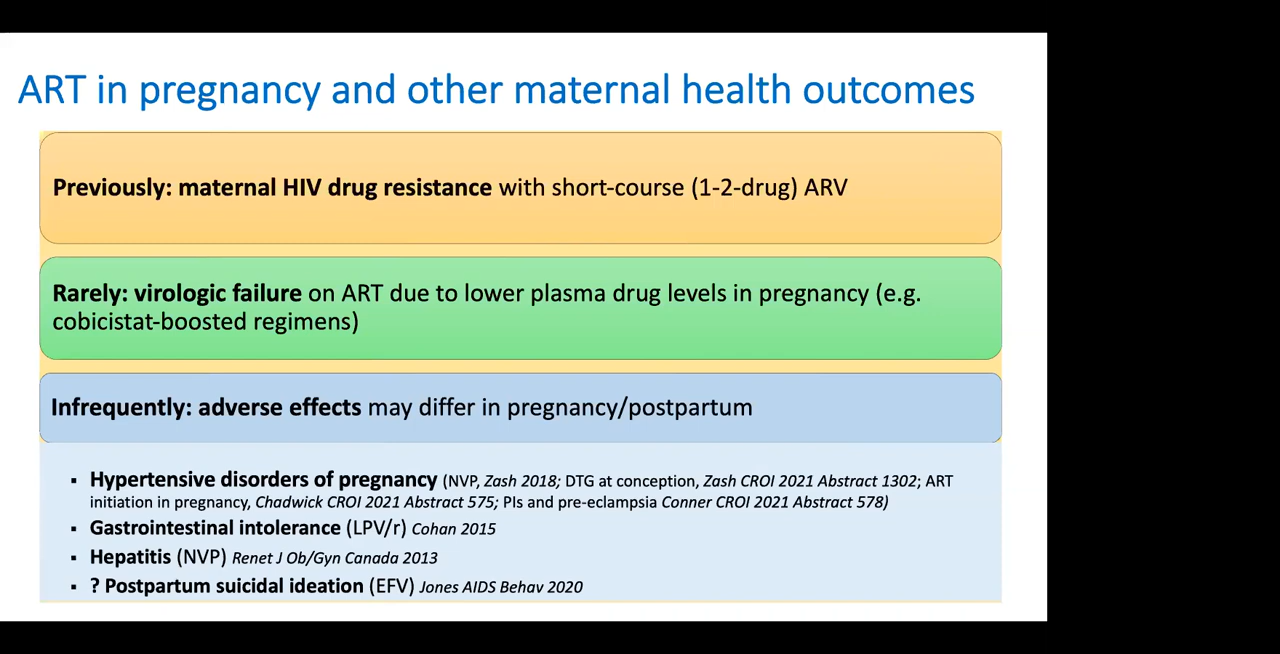 ART in pregnancy and other maternal health outcomes
Previously: maternal HIV drug resistance with short-course (1-2-drug) ARV
Rarely: virologic failure on ART due to lower plasma drug levels in pregnancy (e.g.
cobicistat-boosted regimens)
Infrequently: adverse effects may differ in pregnancy/postpartum
▪ Hypertensive disorders of pregnancy (NVP, Zash 2018; DTG at conception, Zash CROI 2021 Abstract 1302; ART
initiation in pregnancy, Chadwick CROI 2021 Abstract 575; PIs and pre-eclampsia Conner CROI 2021 Abstract 578)
▪ Gastrointestinal intolerance (LPV/r) Cohan 2015
▪ Hepatitis (NVP) Renet J Ob/Gyn Canada 2013
▪ ? Postpartum suicidal ideation (EFV) Jones AIDS Behav 2020